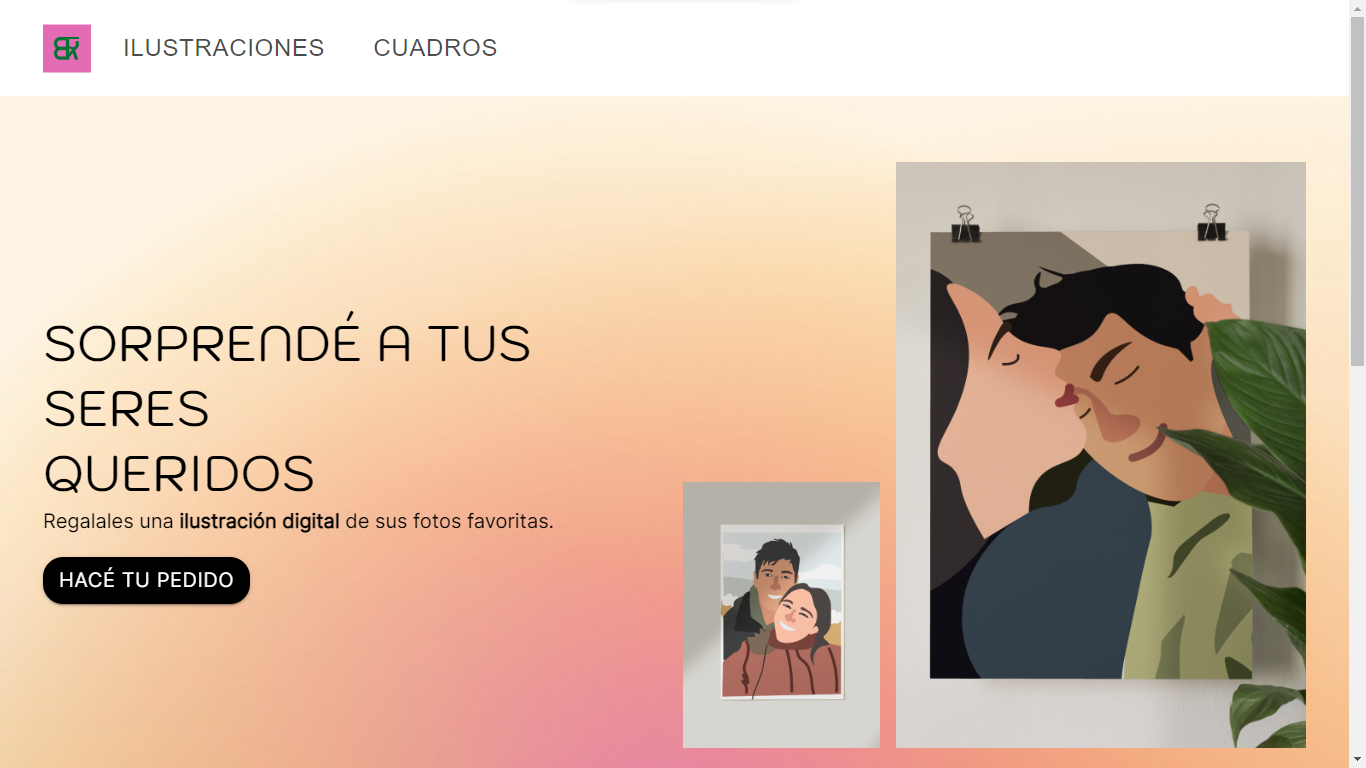 ILUSTRACIONES CUADROS
SORPRENDÉ A TUS
SERES
QUERIDOS
Regalales una ilustración digital de sus fotos favoritas.
HACÉ TU PEDIDO